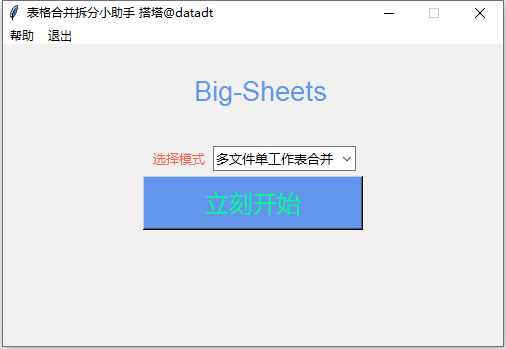 表格合并拆分小助手 搭塔@datadt
帮助 退出
Big-Sheets
选择模式 多文件单工作表合并
立刻开始